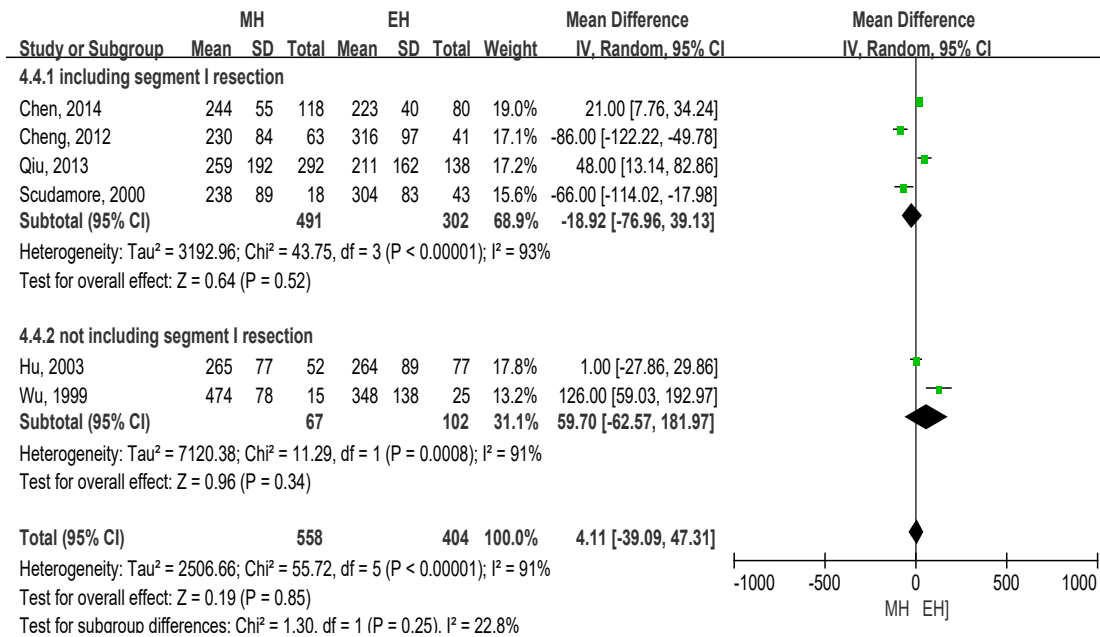 MH EH Mean Difference Mean Difference
Study or Subgroup Mean SD Total Mean SD Total Weight IV, Random, 95% CI IV, Random, 95% CI
4.4.1 including segment I resection
Chen, 2014 244 55 118 223 40 80 19.0% 21.00 [7.76, 34.24]
Cheng, 2012 230 84 63 316 97 41 17.1% -86.00 [-122.22, -49.78]
Qiu, 2013 259 192 292 211 162 138 17.2% 48.00 [13.14, 82.86]
Scudamore, 2000 238 89 18 304 83 43 15.6% -66.00 [-114.02, -17.98]
Subtotal (95% CI) 491 302 68.9% -18.92 [-76.96, 39.13]
Heterogeneity: Tau² = 3192.96; Chi² = 43.75, df = 3 (P < 0.00001); I² = 93%
Test for overall effect: Z = 0.64 (P = 0.52)
4.4.2 not including segment I resection
Hu, 2003 265 77 52 264 89 77 17.8% 1.00 [-27.86, 29.86]
Wu, 1999 474 78 15 348 138 25 13.2% 126.00 [59.03, 192.97]
Subtotal (95% CI) 67 102 31.1% 59.70 [-62.57, 181.97]
Heterogeneity: Tau² = 7120.38; Chi² = 11.29, df = 1 (P = 0.0008); I² = 91%
Test for overall effect: Z = 0.96 (P = 0.34)
Total (95% CI) 558 404 100.0% 4.11 [-39.09, 47.31]
Heterogeneity: Tau² = 2506.66; Chi² = 55.72, df = 5 (P < 0.00001); I² = 91%
Test for overall effect: Z = 0.19 (P = 0.85)
Test for subgroup differences: Chi² = 1.30, df = 1 (P = 0.25), I² = 22.8%
-1000 -500 0 500 1000
MH EH]